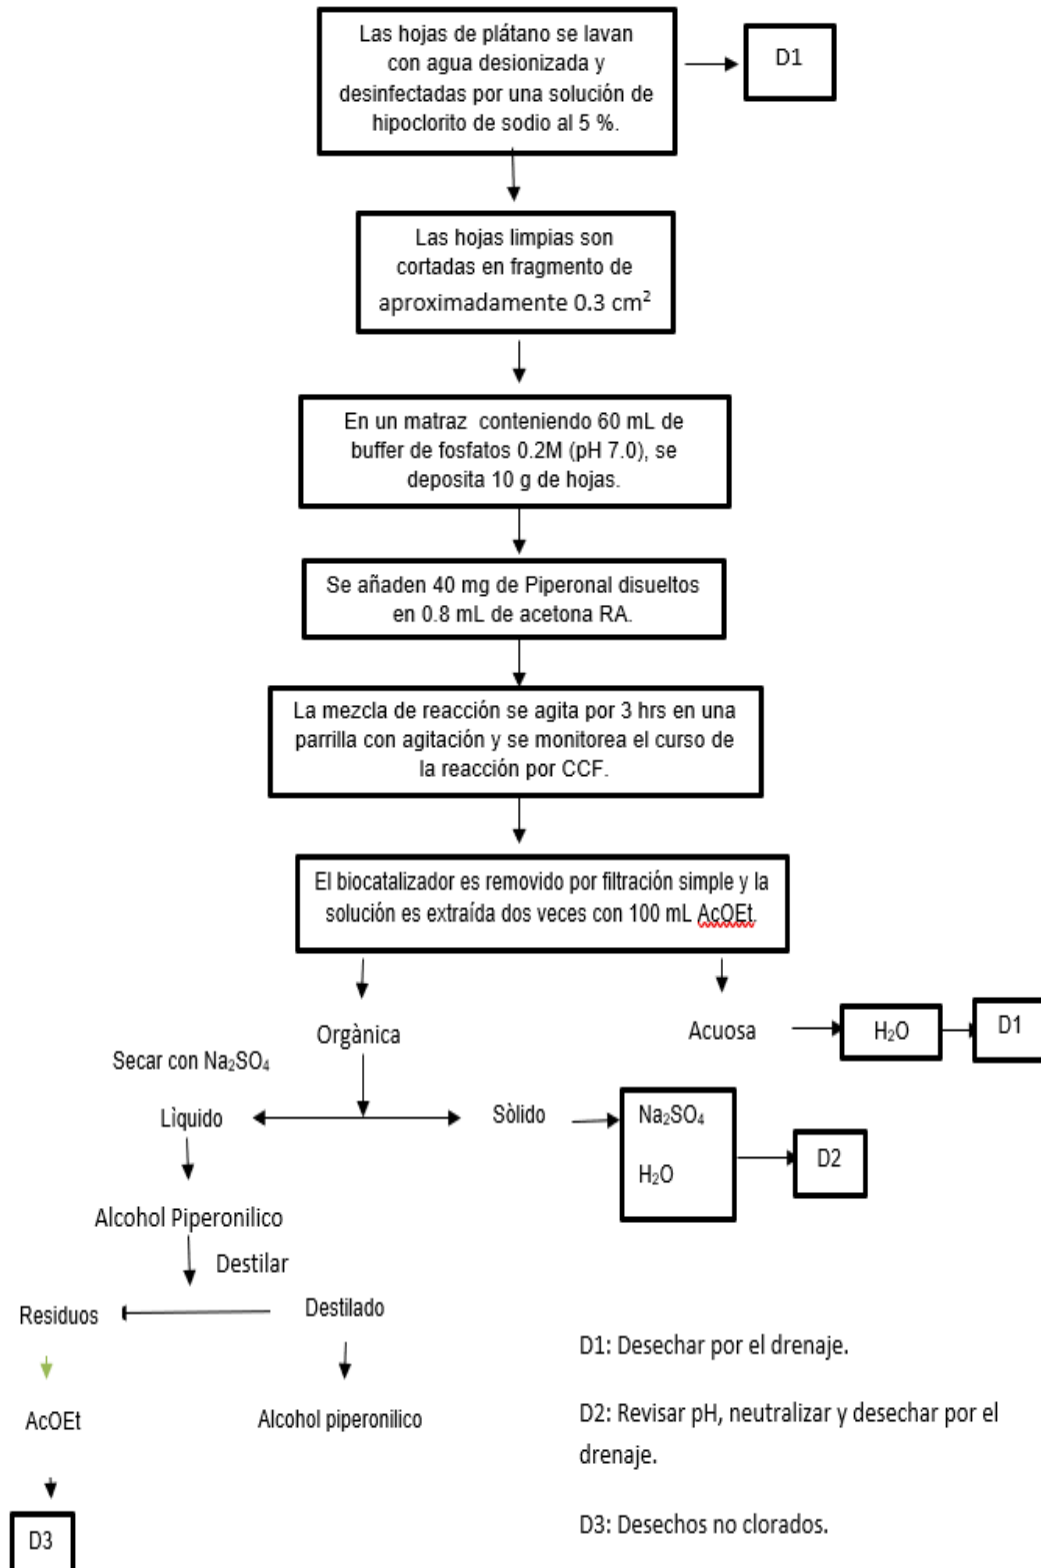 Las hojas de plátano se lavan
con agua desionizada y
desinfectadas por una solución de
hipoclorito de sodio al 5 %.
D1
Las hojas limpias son
cortadas en fragmento de
aproximadamente 0.3 cm²
En un matraz conteniendo 60 mL de
buffer de fosfatos 0.2M (pH 7.0), se
deposita 10 g de hojas.
Se añaden 40 mg de Piperonal disueltos
en 0.8 mL de acetona RA.
La mezcla de reacción se agita por 3 hrs en una
parrilla con agitación y se monitorea el curso de
la reacción por CCF.
El biocatalizador es removido por filtración simple y la
solución es extraída dos veces con 100 mL AcOEt.
Orgànica
Acuosa
H₂O
D1
Secar con Na₂SO₄
Lìquido
Sòlido
Na₂SO₄
H₂O
D2
Alcohol Piperonilico
Destilar
Residuos
Destilado
AcOEt
Alcohol piperonilico
D3
D1: Desechar por el drenaje.
D2: Revisar pH, neutralizar y desechar por el
drenaje.
D3: Desechos no clorados.